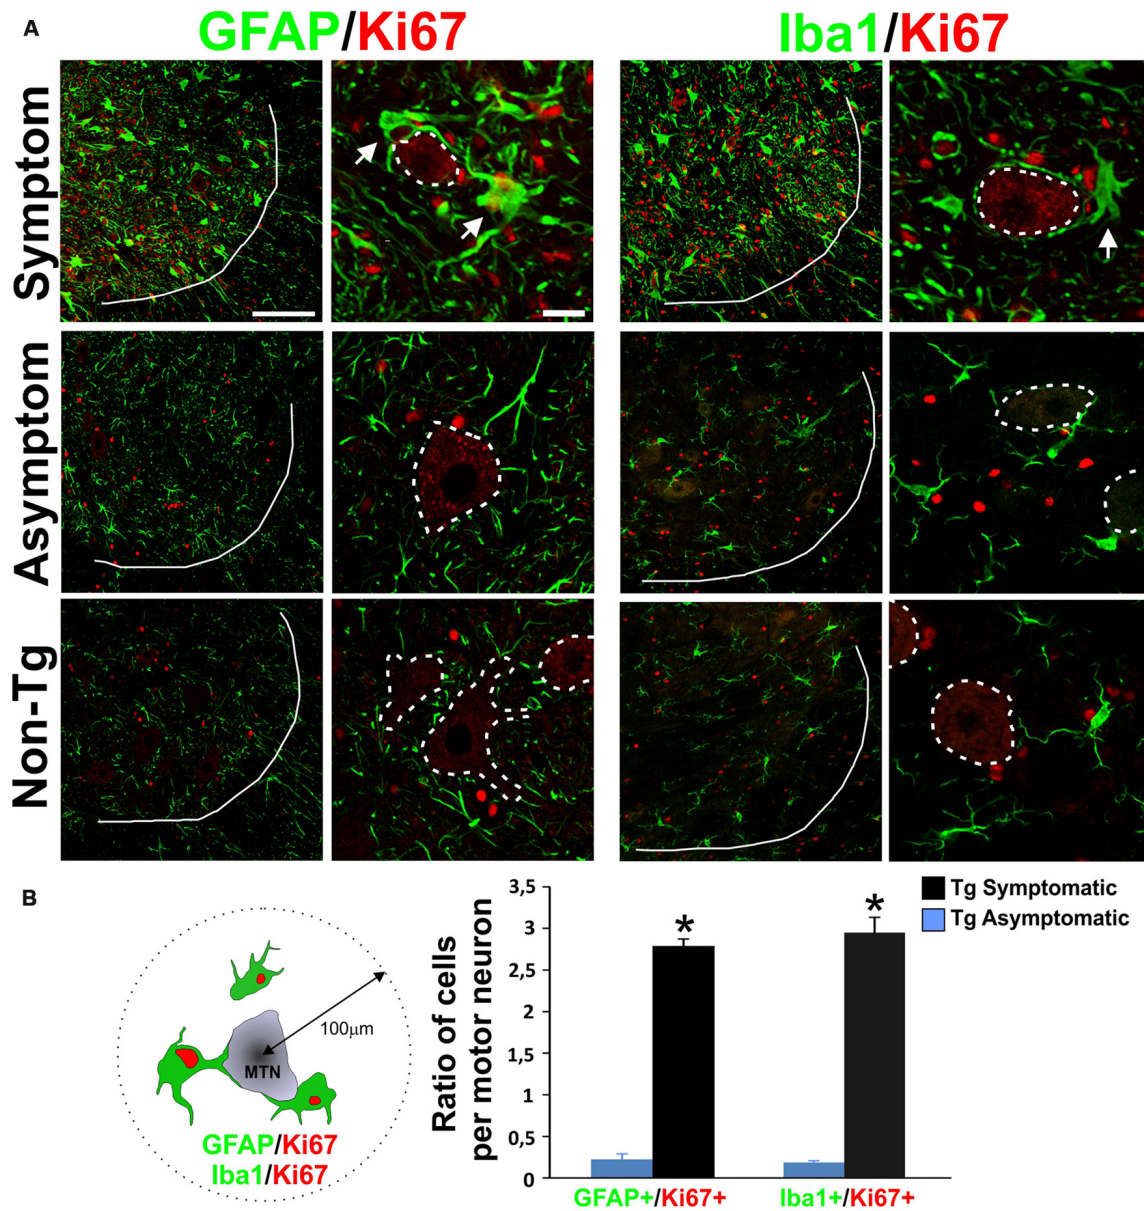 A
GFAP/Ki67
Iba1/Ki67
Symptom
Asymptom
Non-Tg
B
100μm
MTN
GFAP/Ki67
Iba1/Ki67
Ratio of cells
per motor neuron
3,5
3
2,5
2
1,5
1
0,5
0
*
*
GFAP+/Ki67+
Iba1+/Ki67+
Tg Symptomatic
Tg Asymptomatic